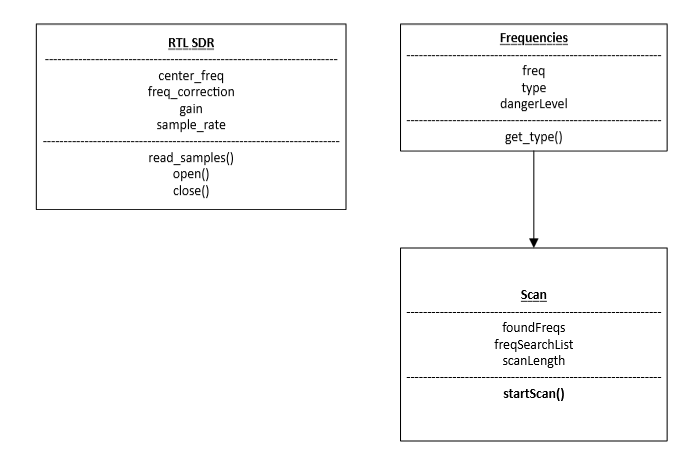 RTL SDR
center_freq
freq_correction
gain
sample_rate
read_samples()
open()
close()
Frequencies
freq
type
dangerLevel
get_type()
Scan
foundFreqs
freqSearchList
scanLength
startScan()